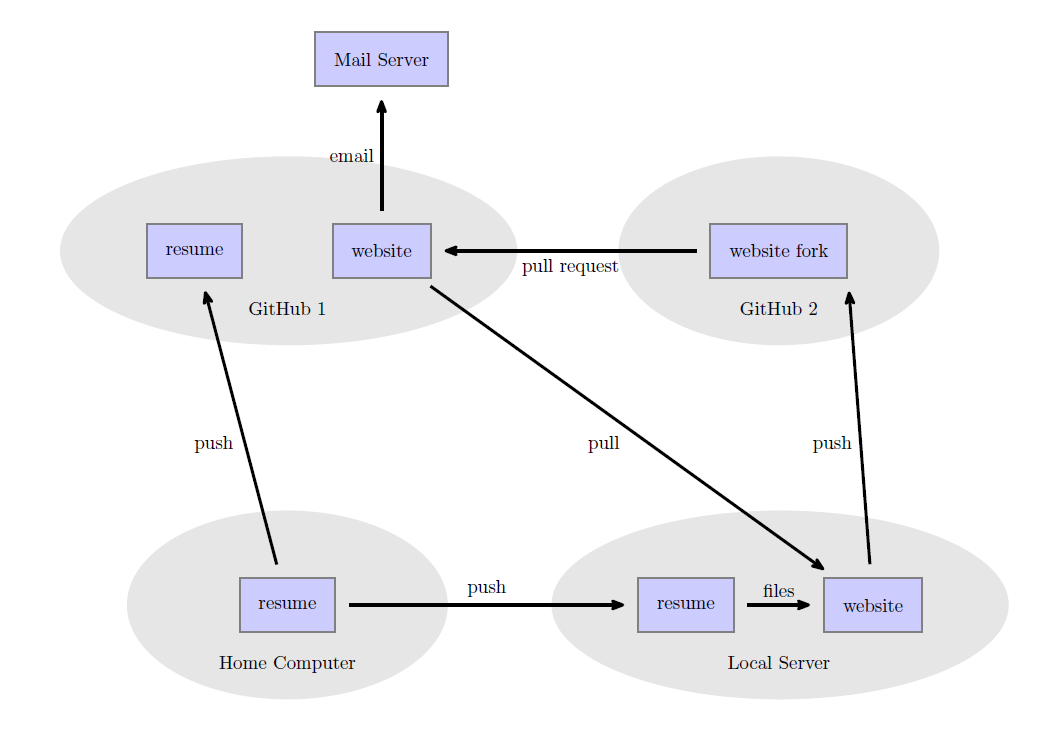 Mail Server
email
resume
website
website fork
pull request
GitHub 1
GitHub 2
push
pull
push
push
files
resume
resume
website
Home Computer
Local Server